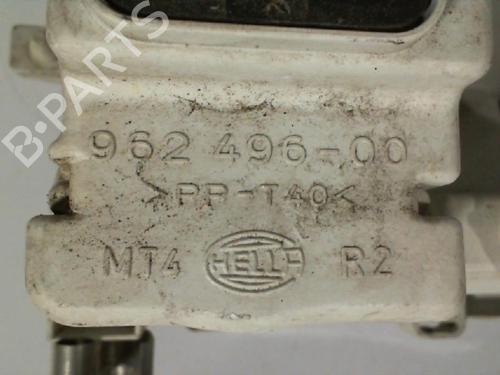 B-PARTS
962 496-00
>PP-T40<
MT4 HELLA R2